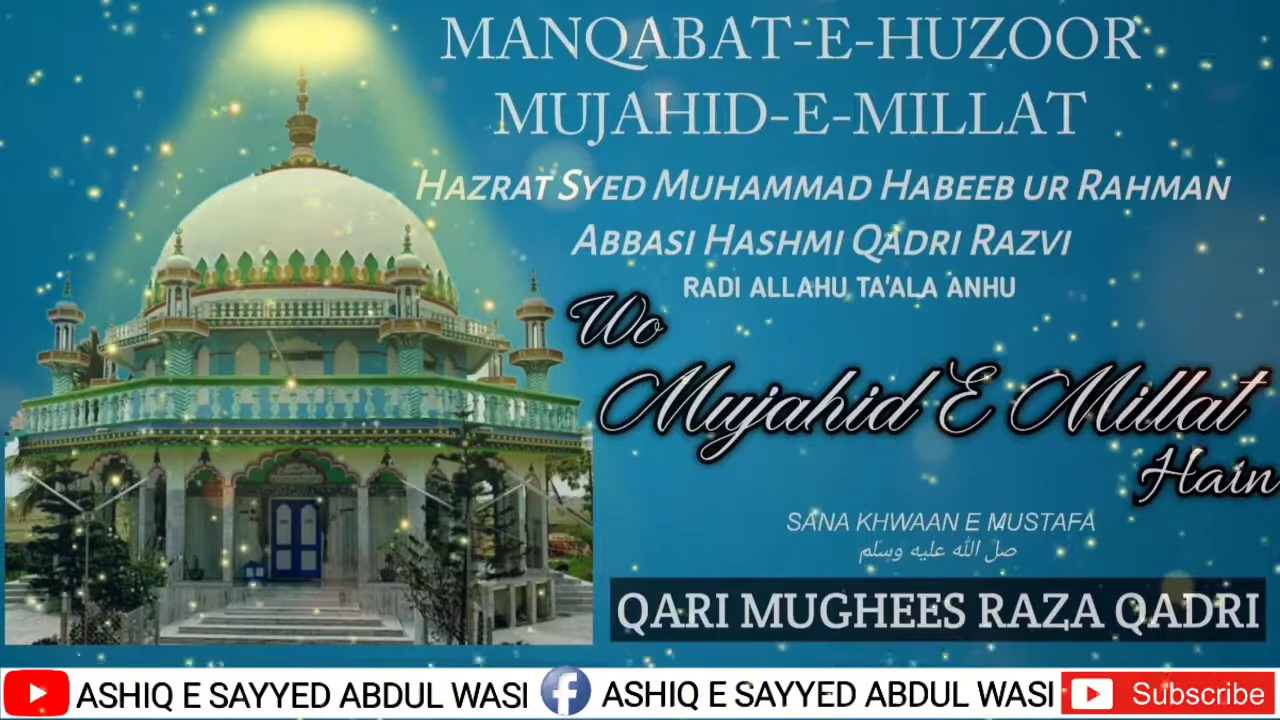 MANQABAT-E-HUZOOR
MUJAHID-E-MILLAT
HAZRAT SYED MUHAMMAD HABEEB UR RAHMAN
ABBASI HASHMI QADRI RAZVI
RADI ALLAHU TA'ALA ANHU
Wo
Mujahid E Millat
Hain
SANA KHWAAN E MUSTAFA
صل الله عليه وسلم
QARI MUGHEES RAZA QADRI
ASHIQ E SAYYED ABDUL WASI f ASHIQ E SAYYED ABDUL WASI Subscribe